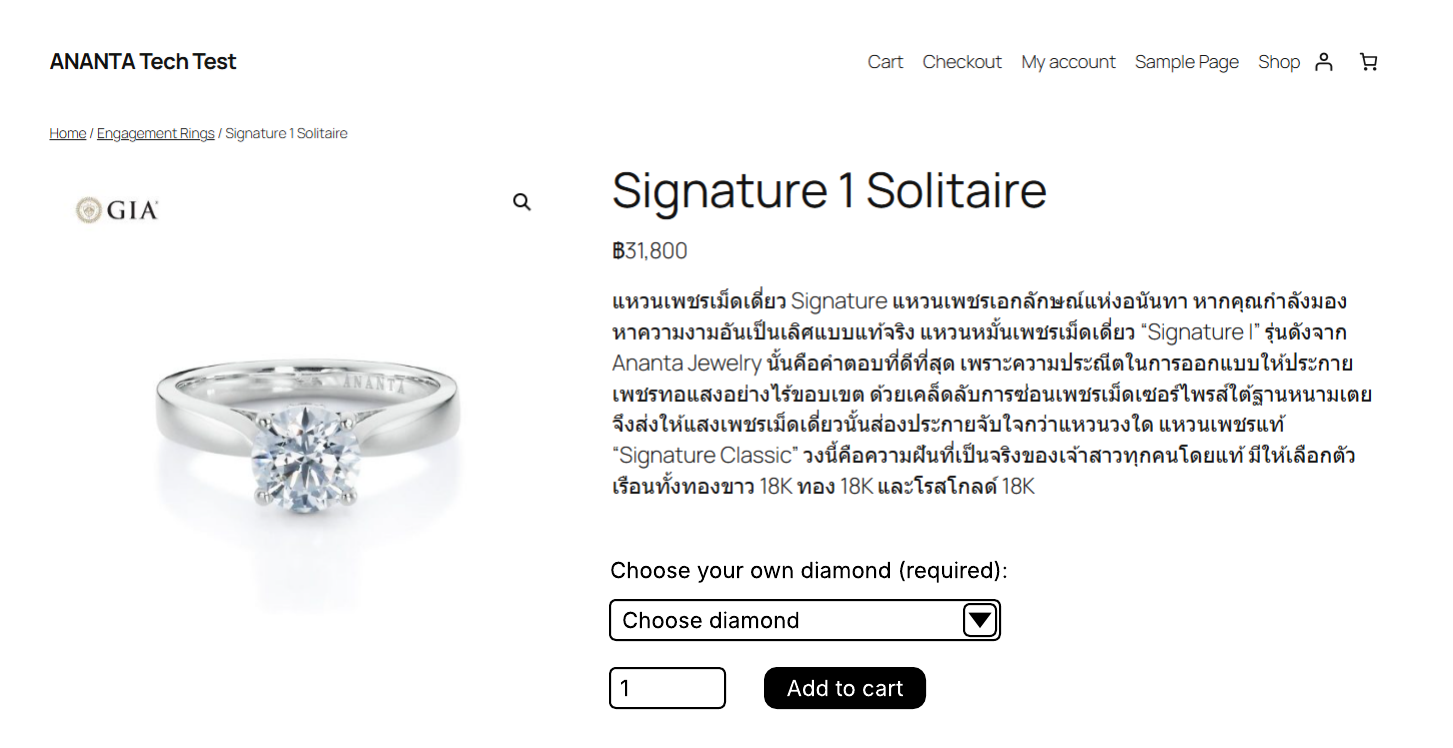 ANANTA Tech Test
Cart Checkout My account Sample Page Shop
Home / Engagement Rings / Signature 1 Solitaire
GIA
ANANTA
Signature 1 Solitaire
฿31,800
แหวนเพชรเม็ดเดี่ยว Signature แหวนเพชรเอกลักษณ์แห่งอนันทา หากคุณกำลังมอง
หาความงามอันเป็นเลิศแบบแท้จริง แหวนหมั้นเพชรเม็ดเดี่ยว “Signature I” รุ่นดังจาก
Ananta Jewelry นั้นคือคำตอบที่ดีที่สุด เพราะความประณีตในการออกแบบให้ประกาย
เพชรทอแสงอย่างไร้ขอบเขต ด้วยเคล็ดลับการซ่อนเพชรเม็ดเซอร์ไพรส์ใต้ฐานหนามเตย
จึงส่งให้แสงเพชรเม็ดเดี่ยวนั้นส่องประกายจับใจกว่าแหวนวงใด แหวนเพชรแท้
“Signature Classic” วงนี้คือความฝันที่เป็นจริงของเจ้าสาวทุกคนโดยแท้ มีให้เลือกตัว
เรือนทั้งทองขาว 18K ทอง 18K และโรสโกลด์ 18K
Choose your own diamond (required):
Choose diamond
1
Add to cart